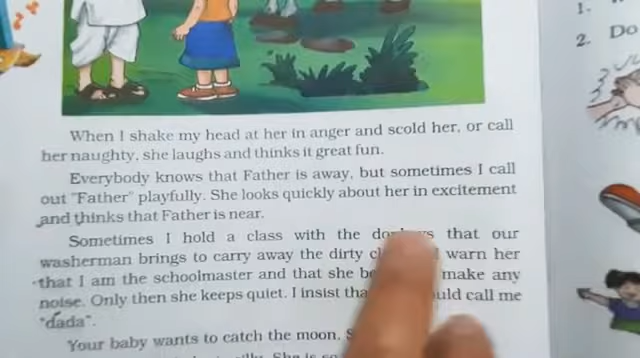 When I shake my head at her in anger and scold her, or call
her naughty, she laughs and thinks it great fun.
Everybody knows that Father is away, but sometimes I call
out "Father" playfully. She looks quickly about her in excitement
and thinks that Father is near.
Sometimes I hold a class with the that our
washerman brings to carry away the dirty warn her
that I am the schoolmaster and that she make any
noise. Only then she keeps quiet. I insist call me
"dada".
Your baby wants to catch the moon.
She is
1.
2. Do